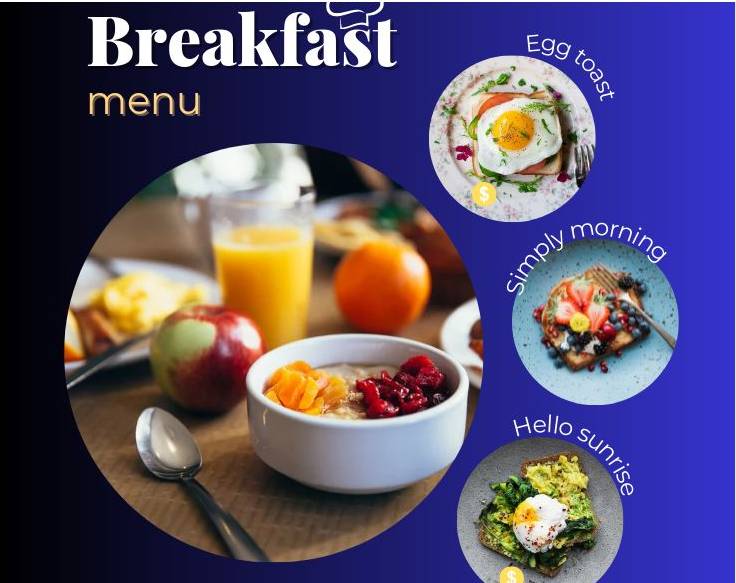 Breakfast
menu
Egg toast
$
Simply morning
Hello sunrise
$